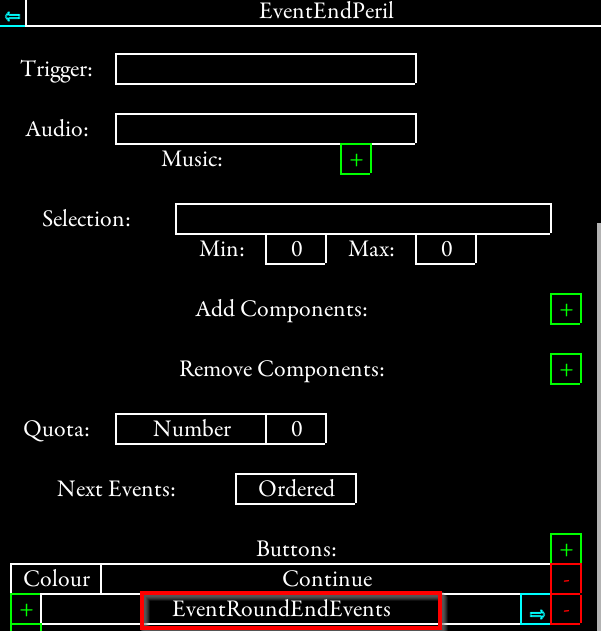 ⇦ EventEndPeril
Trigger:
Audio:
Music: +
Selection:
Min: 0 Max: 0
Add Components: +
Remove Components: +
Quota: Number 0
Next Events: Ordered
Buttons: +
Colour Continue -
+ EventRoundEndEvents ⇨ -